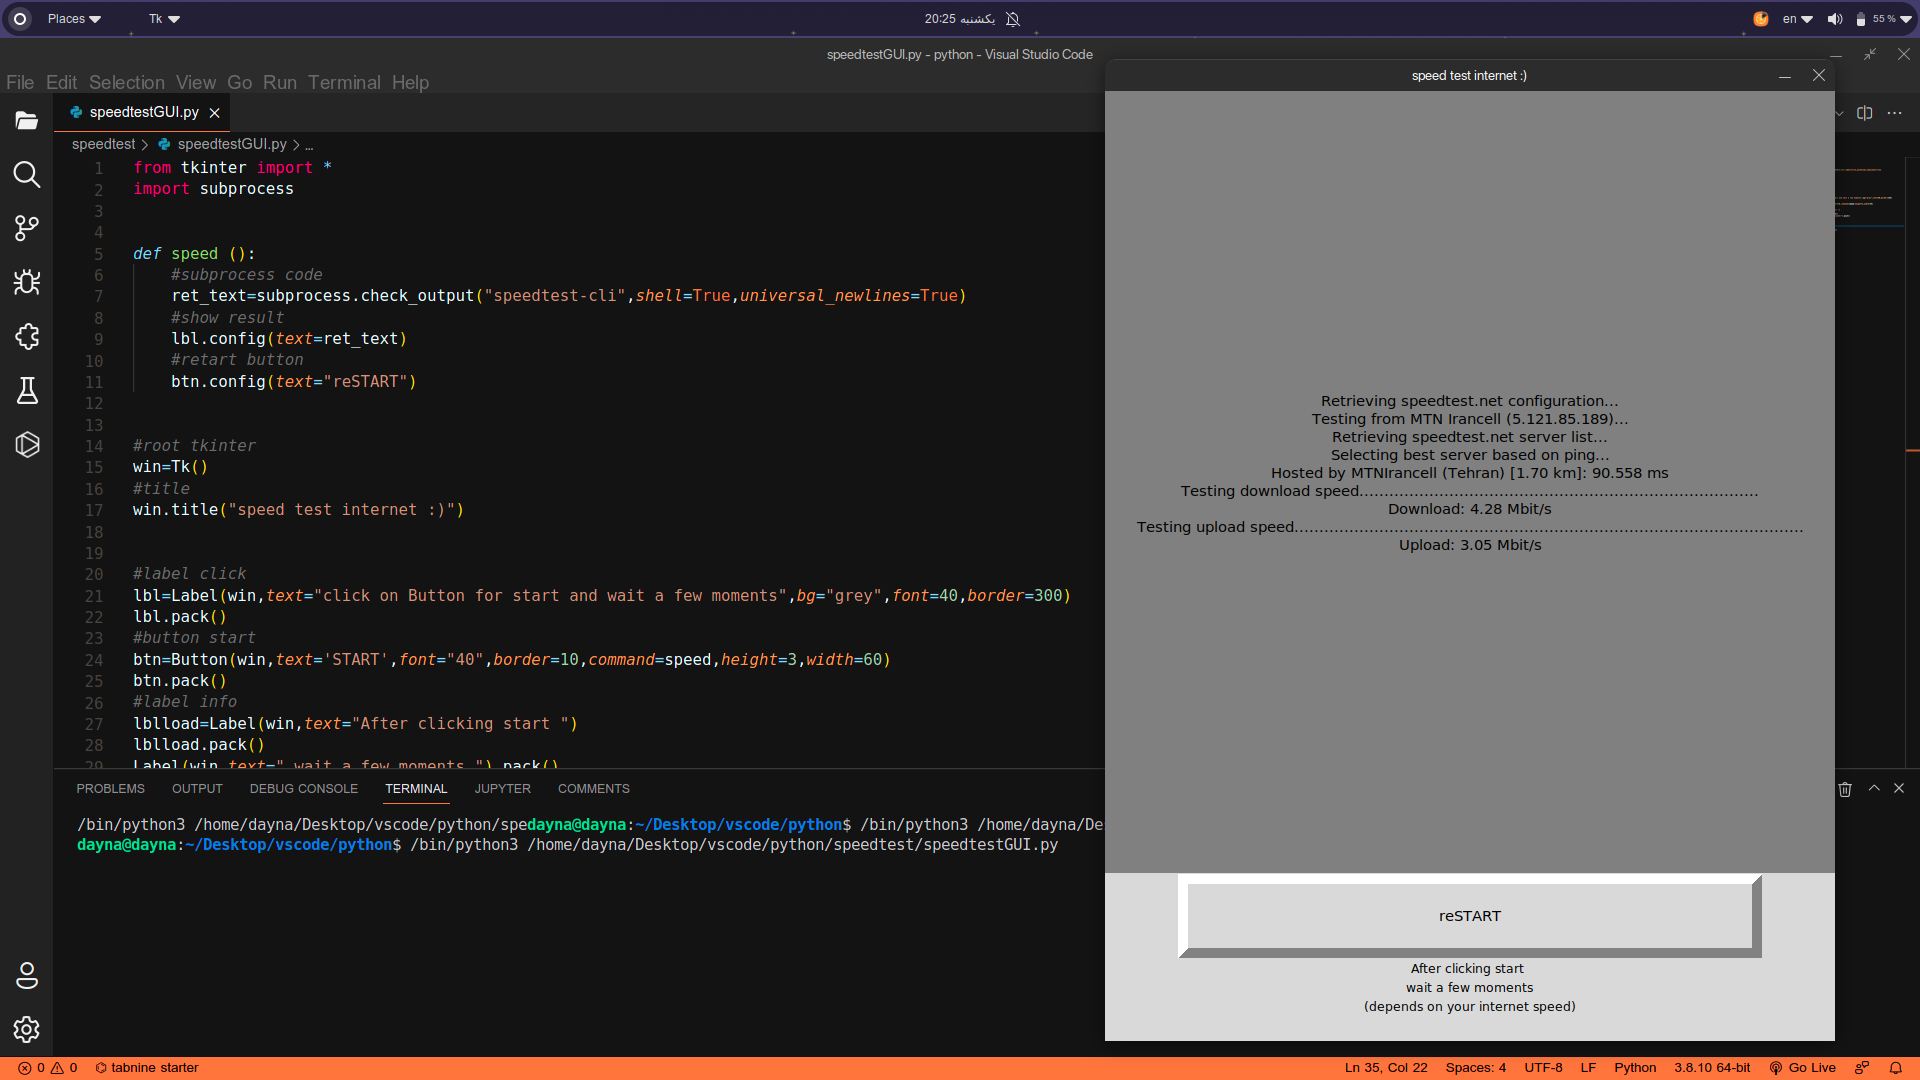 Places
Tk
یکشنبه 20:25
en
55 %
speedtestGUI.py - python - Visual Studio Code
File Edit Selection View Go Run Terminal Help
speedtestGUI.py
speedtest > speedtestGUI.py > ...
1 from tkinter import *
2 import subprocess
3
4
5 def speed ():
6 #subprocess code
7 ret_text=subprocess.check_output("speedtest-cli",shell=True,universal_newlines=True)
8 #show result
9 lbl.config(text=ret_text)
10 #retart button
11 btn.config(text="reSTART")
12
13
14 #root tkinter
15 win=Tk()
16 #title
17 win.title("speed test internet :)")
18
19
20 #label click
21 lbl=Label(win,text="click on Button for start and wait a few moments",bg="grey",font=40,border=300)
22 lbl.pack()
23 #button start
24 btn=Button(win,text='START',font="40",border=10,command=speed,height=3,width=60)
25 btn.pack()
26 #label info
27 lblload=Label(win,text="After clicking start ")
28 lblload.pack()
29 Label(win,text=" wait a few moments ").pack()
PROBLEMS OUTPUT DEBUG CONSOLE TERMINAL JUPYTER COMMENTS
/bin/python3 /home/dayna/Desktop/vscode/python/spedayna@dayna:~/Desktop/vscode/python$ /bin/python3 /home/dayna/De
dayna@dayna:~/Desktop/vscode/python$ /bin/python3 /home/dayna/Desktop/vscode/python/speedtest/speedtestGUI.py
speed test internet :)
Retrieving speedtest.net configuration...
Testing from MTN Irancell (5.121.85.189)...
Retrieving speedtest.net server list...
Selecting best server based on ping...
Hosted by MTNIrancell (Tehran) [1.70 km]: 90.558 ms
Testing download speed................................................................................
Download: 4.28 Mbit/s
Testing upload speed......................................................................................................
Upload: 3.05 Mbit/s
reSTART
After clicking start
wait a few moments
(depends on your internet speed)
0 0 tabnine starter
Ln 35, Col 22 Spaces: 4 UTF-8 LF Python 3.8.10 64-bit Go Live